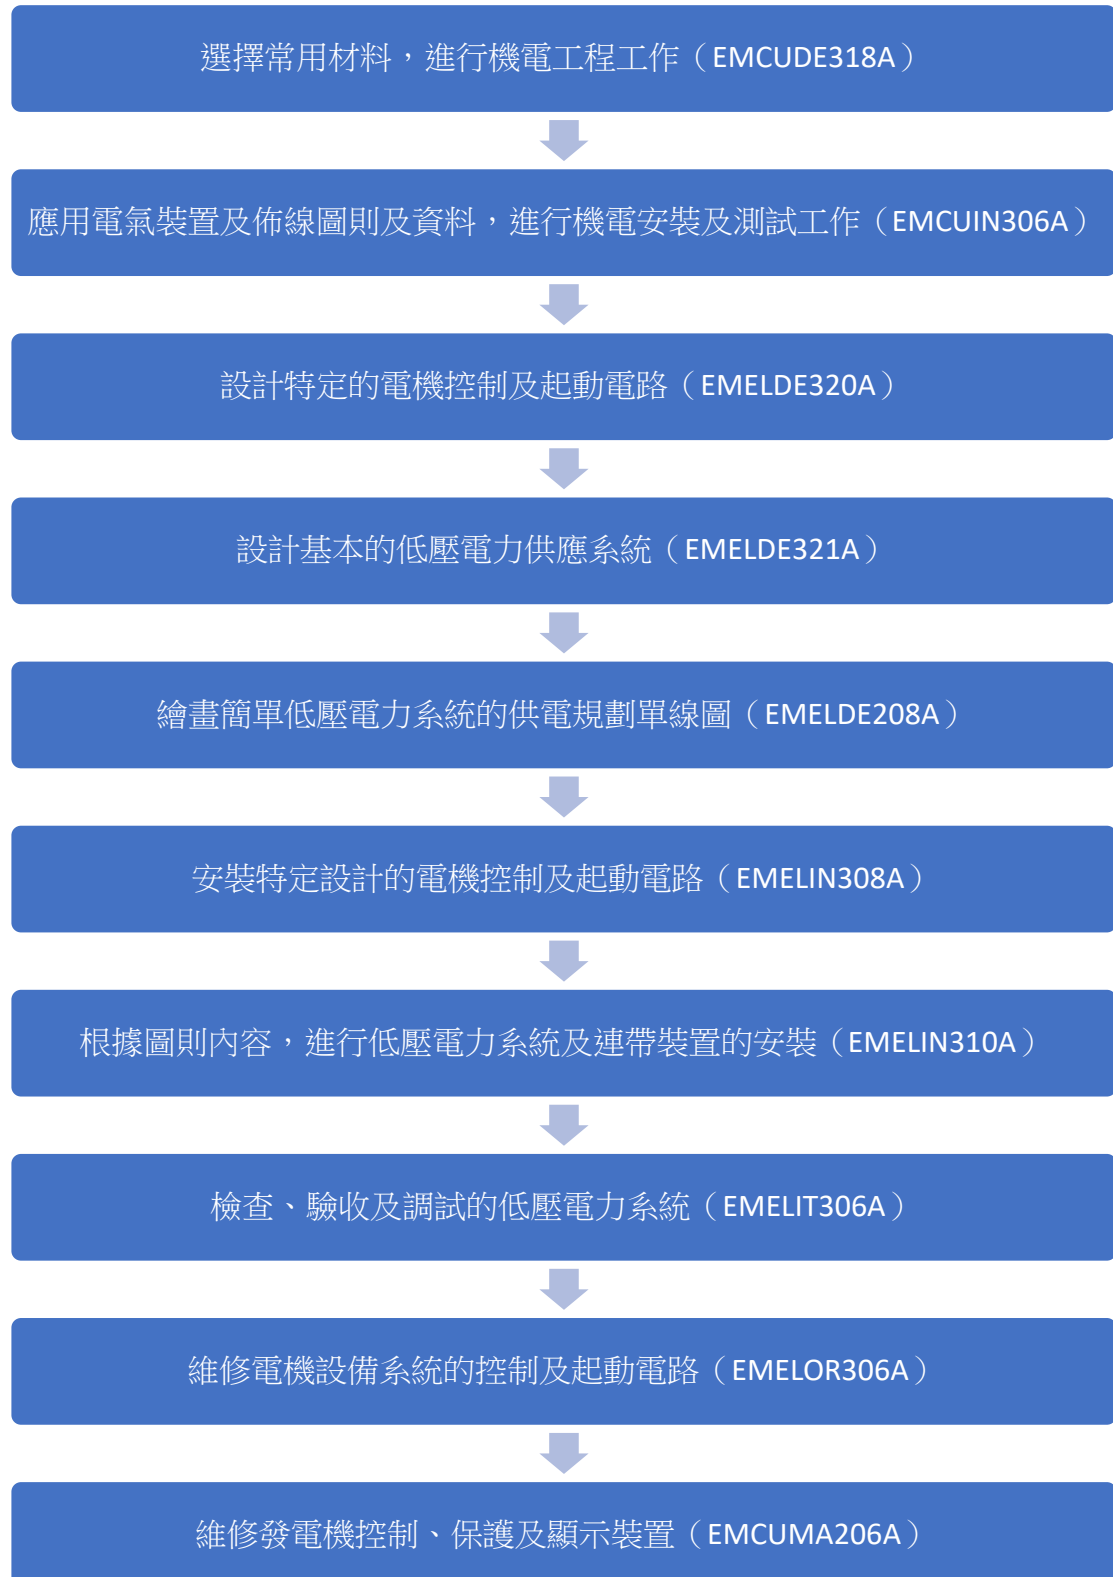 選擇常用材料，進行機電工程工作（EMCUDE318A）
應用電氣裝置及佈線圖則及資料，進行機電安裝及測試工作（EMCUIN306A）
設計特定的電機控制及起動電路（EMELDE320A）
設計基本的低壓電力供應系統（EMELDE321A）
繪畫簡單低壓電力系統的供電規劃單線圖（EMELDE208A）
安裝特定設計的電機控制及起動電路（EMELIN308A）
根據圖則內容，進行低壓電力系統及連帶裝置的安裝（EMELIN310A）
檢查、驗收及調試的低壓電力系統（EMELIT306A）
維修電機設備系統的控制及起動電路（EMELOR306A）
維修發電機控制、保護及顯示裝置（EMCUMA206A）